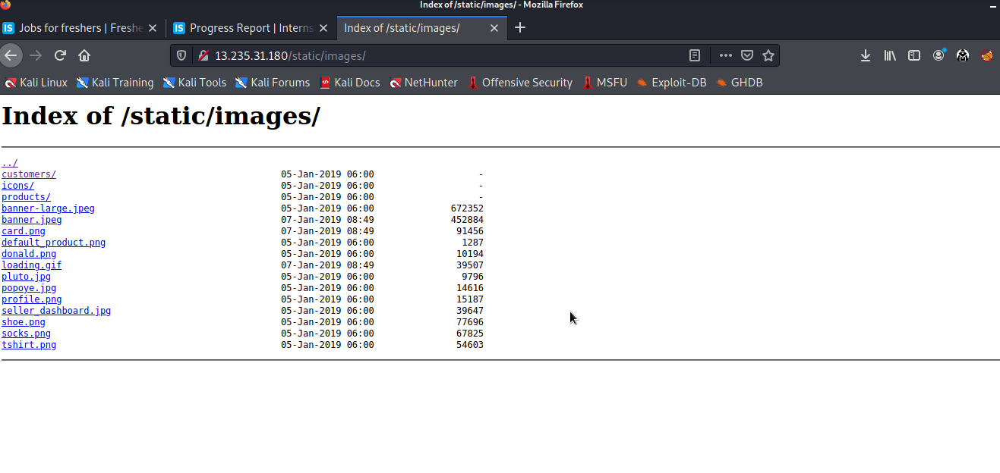 Index of /static/images/ - Mozilla Firefox
Jobs for freshers | Freshe
Progress Report | Interns
Index of /static/images/
13.235.31.180/static/images/
Kali Linux Kali Training Kali Tools Kali Forums Kali Docs NetHunter Offensive Security MSFU Exploit-DB GHDB
Index of /static/images/
../
customers/ 05-Jan-2019 06:00 -
icons/ 05-Jan-2019 06:00 -
products/ 05-Jan-2019 06:00 -
banner-large.jpeg 05-Jan-2019 06:00 672352
banner.jpeg 07-Jan-2019 08:49 452884
card.png 07-Jan-2019 08:49 91456
default_product.png 05-Jan-2019 06:00 1287
donald.png 05-Jan-2019 06:00 10194
loading.gif 07-Jan-2019 08:49 39507
pluto.jpg 05-Jan-2019 06:00 9796
popoye.jpg 05-Jan-2019 06:00 14616
profile.png 05-Jan-2019 06:00 15187
seller_dashboard.jpg 05-Jan-2019 06:00 39647
shoe.png 05-Jan-2019 06:00 77696
socks.png 05-Jan-2019 06:00 67825
tshirt.png 05-Jan-2019 06:00 54603